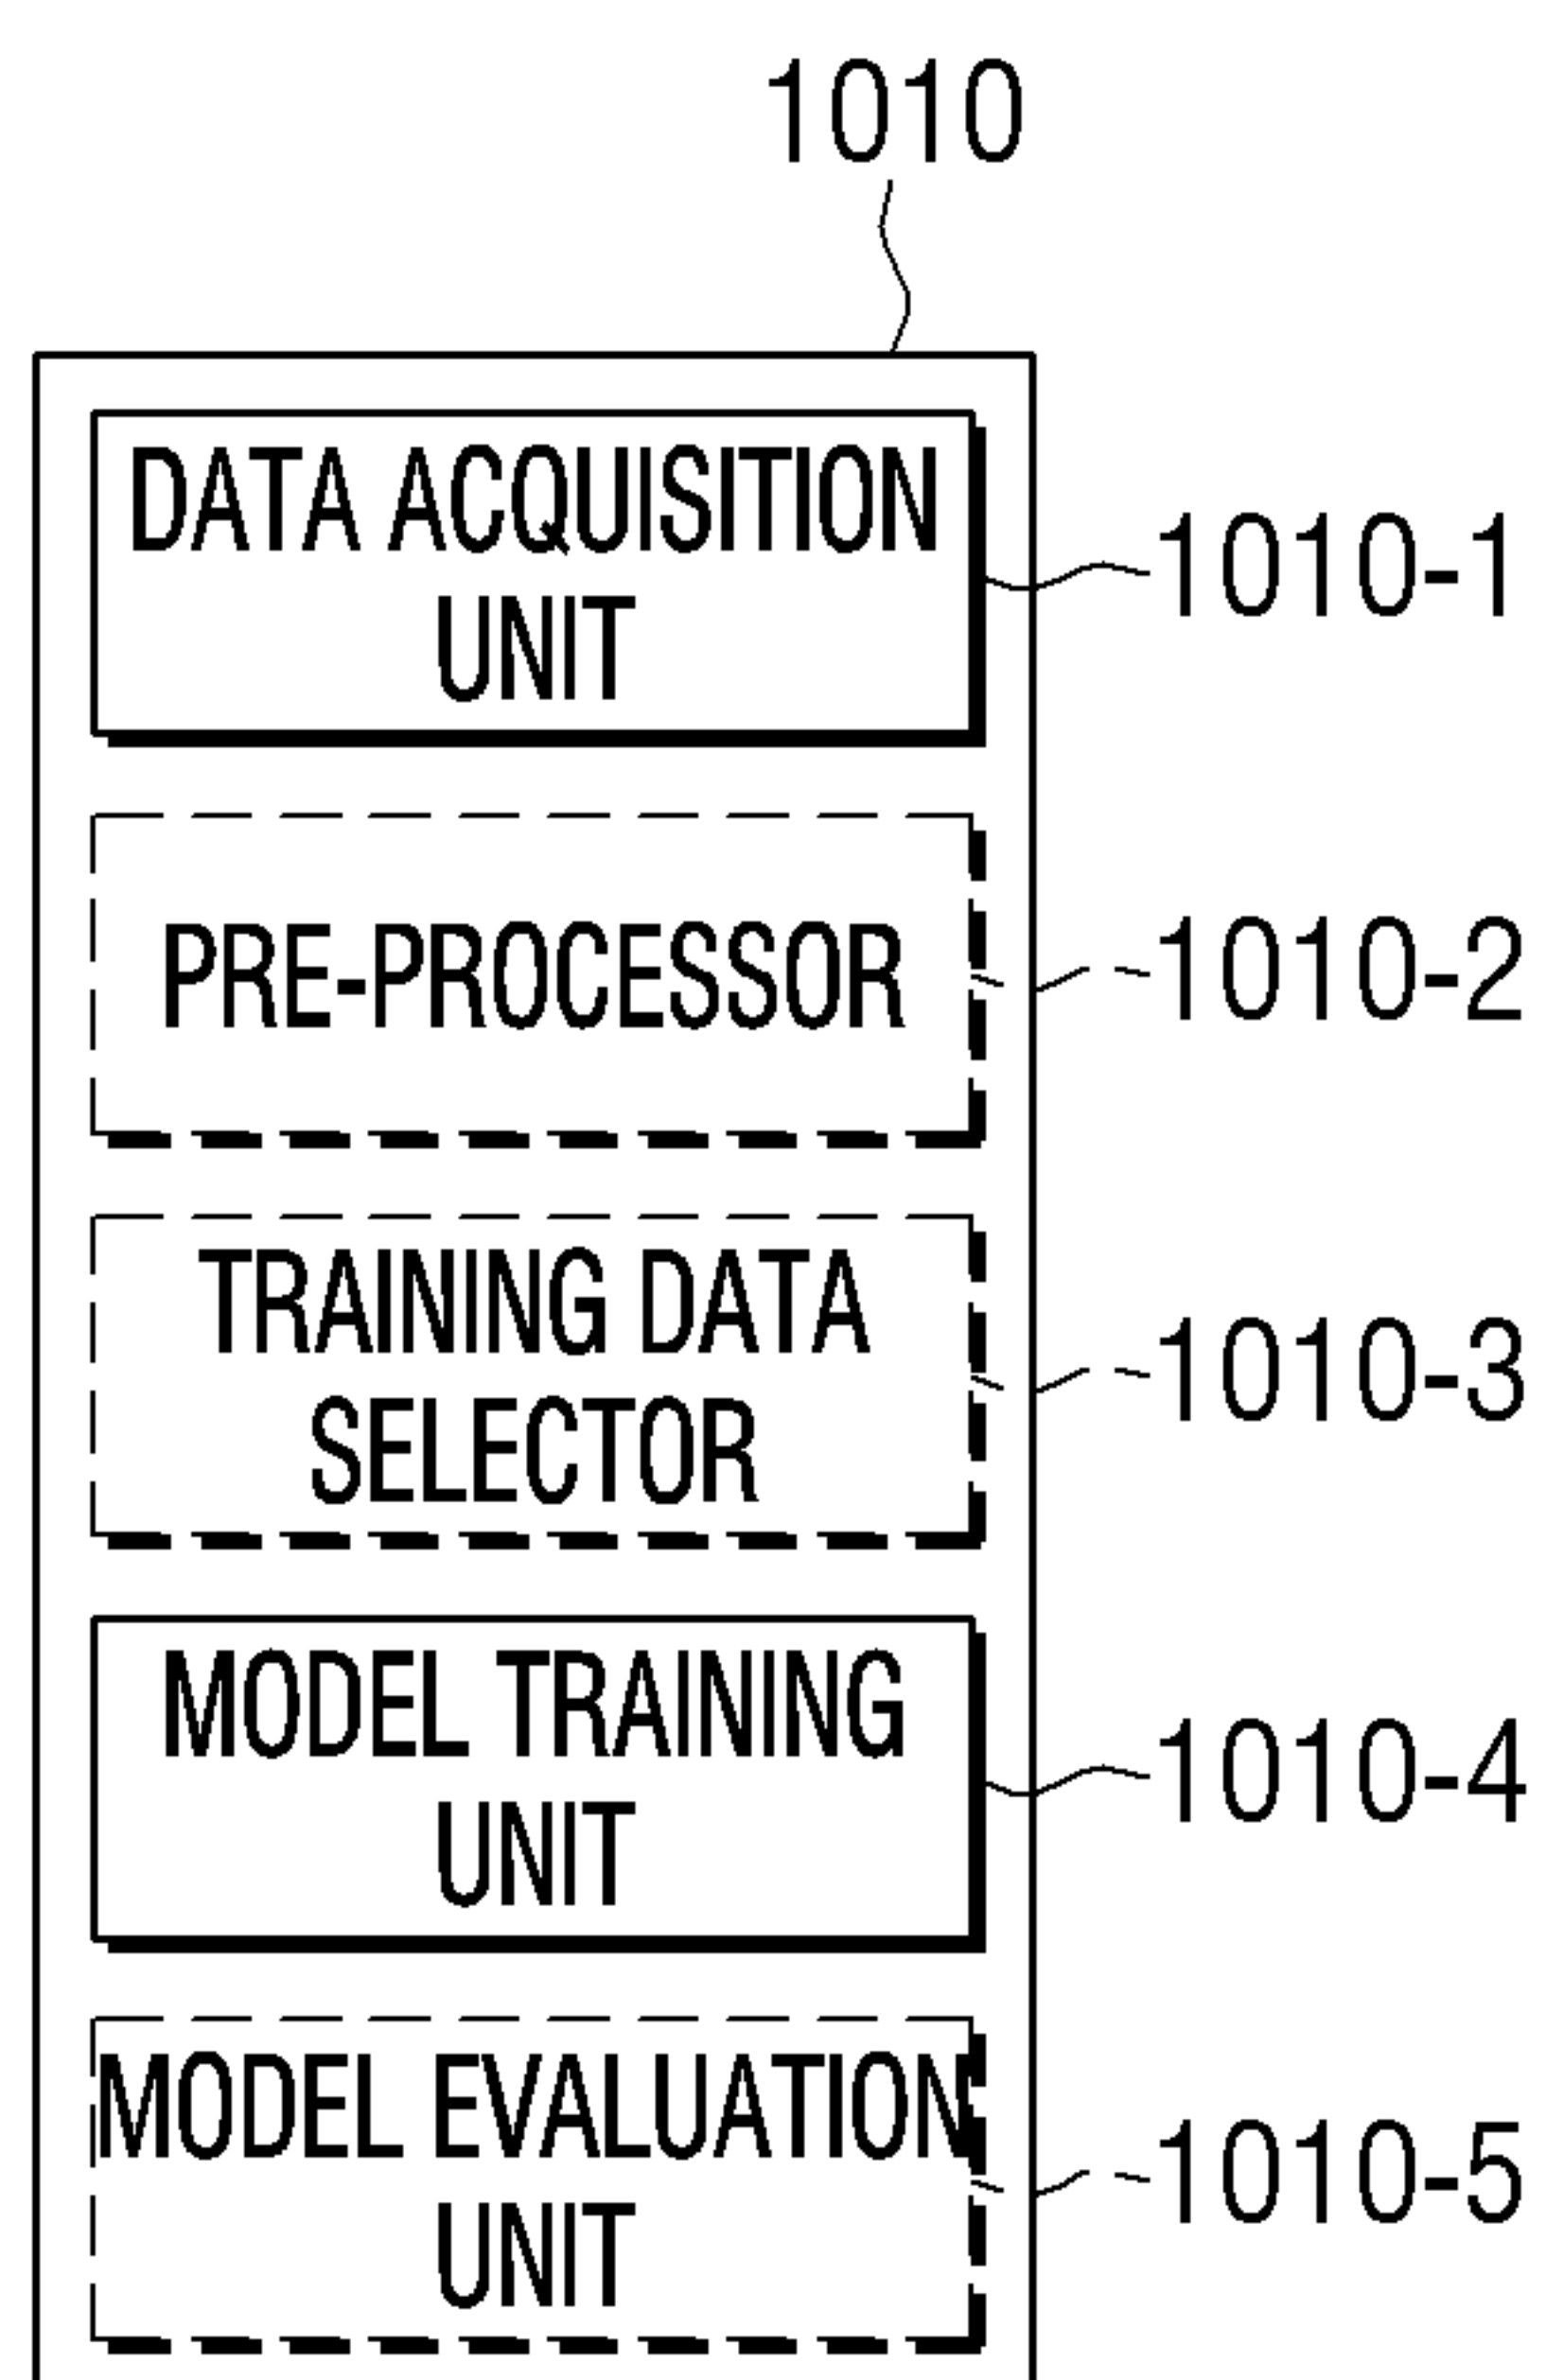 1010
DATA ACQUISITION
UNIT
1010-1
PRE-PROCESSOR
1010-2
TRAINING DATA
SELECTOR
1010-3
MODEL TRAINING
UNIT
1010-4
MODEL EVALUATION
UNIT
1010-5